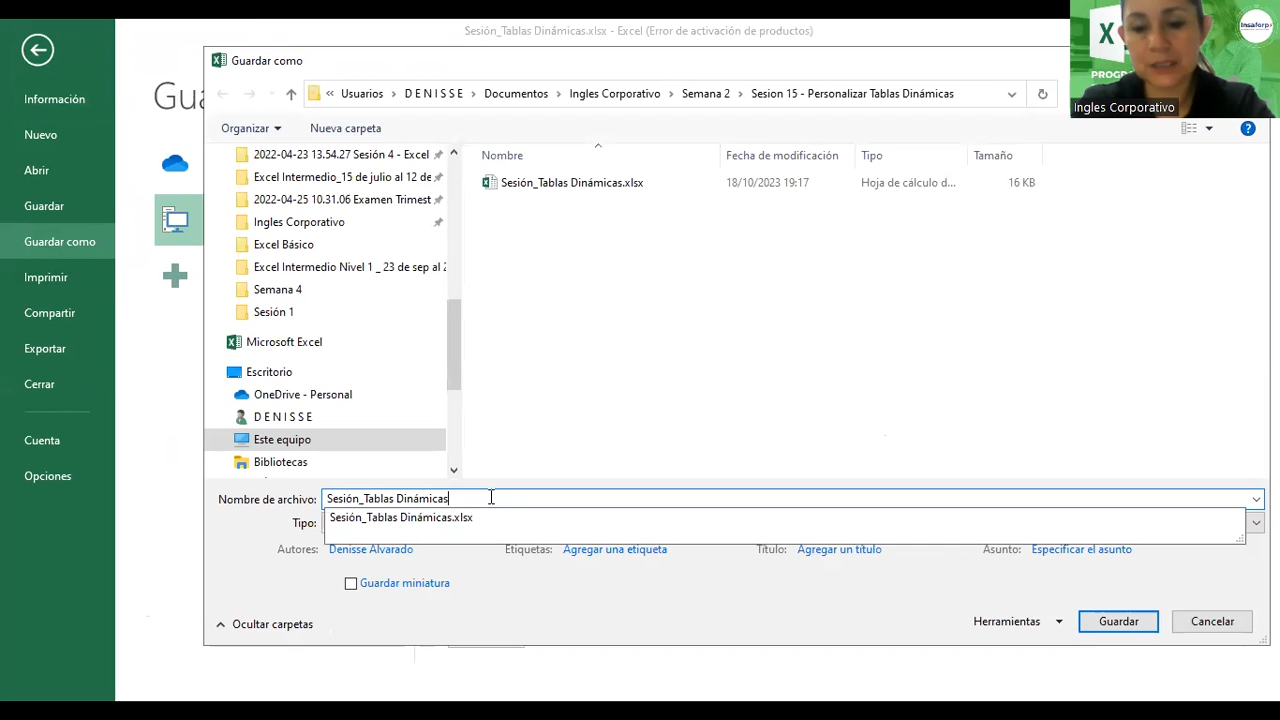 Sesión_Tablas Dinámicas.xlsx - Excel (Error de activación de productos)
Guardar como
Información
Nuevo
Abrir
Guardar
Guardar como
Imprimir
Compartir
Exportar
Cerrar
Cuenta
Opciones
Gua
« Usuarios > D E N I S S E > Documentos > Ingles Corporativo > Semana 2 > Sesion 15 - Personalizar Tablas Dinámicas
Organizar
Nueva carpeta
Nombre Fecha de modificación Tipo Tamaño
Sesión_Tablas Dinámicas.xlsx 18/10/2023 19:17 Hoja de cálculo d... 16 KB
2022-04-23 13.54.27 Sesión 4 - Excel
Excel Intermedio_15 de julio al 12 de
2022-04-25 10.31.06 Examen Trimest
Ingles Corporativo
Excel Básico
Excel Intermedio Nivel 1 _ 23 de sep al 2
Semana 4
Sesión 1
Microsoft Excel
Escritorio
OneDrive - Personal
D E N I S S E
Este equipo
Bibliotecas
Nombre de archivo: Sesión_Tablas Dinámicas
Sesión_Tablas Dinámicas.xlsx
Tipo:
Autores: Denisse Alvarado Etiquetas: Agregar una etiqueta Título: Agregar un título Asunto: Especificar el asunto
Guardar miniatura
Ocultar carpetas
Herramientas
Guardar
Cancelar
X
PROG
Insaforp
Ingles Corporativo